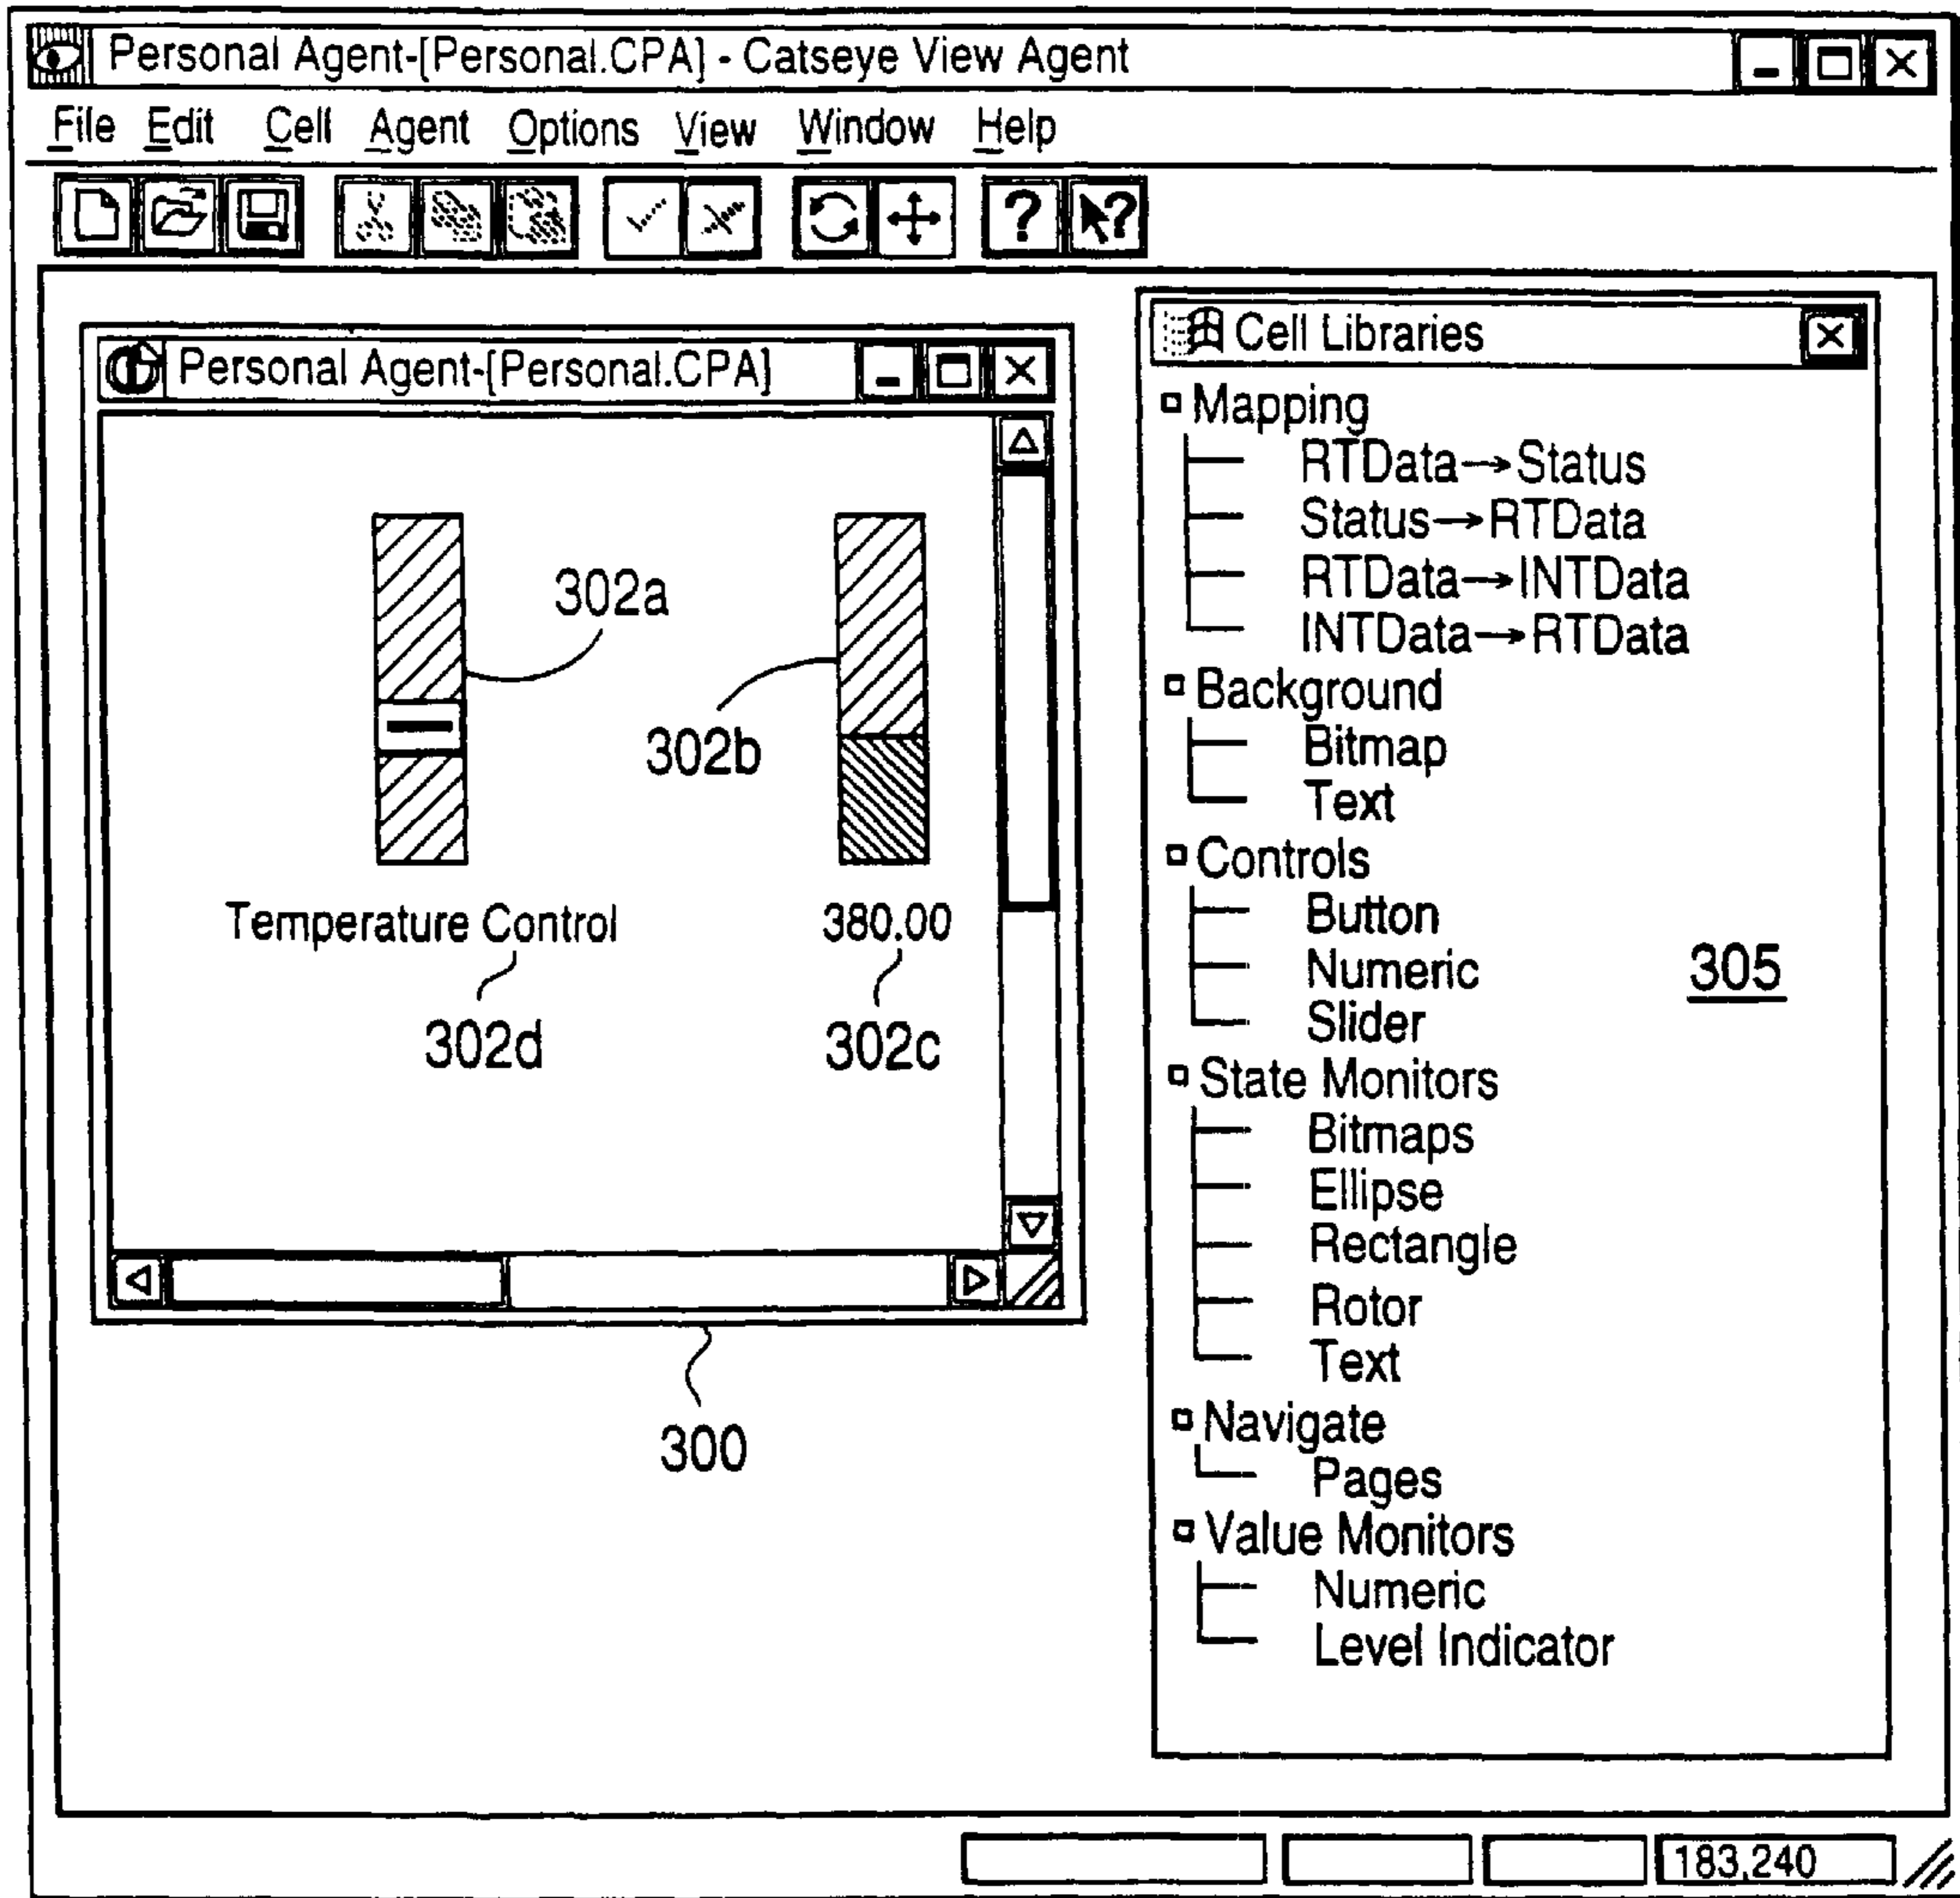 Personal Agent-[Personal.CPA] - Catseye View Agent
File Edit Cell Agent Options View Window Help
? ?
Personal Agent-[Personal.CPA]
302a
302b
Temperature Control
380.00
302d
302c
300
Cell Libraries
Mapping
RTData→Status
Status→RTData
RTData→INTData
INTData→RTData
Background
Bitmap
Text
Controls
Button
Numeric
Slider
305
State Monitors
Bitmaps
Ellipse
Rectangle
Rotor
Text
Navigate
Pages
Value Monitors
Numeric
Level Indicator
183,240